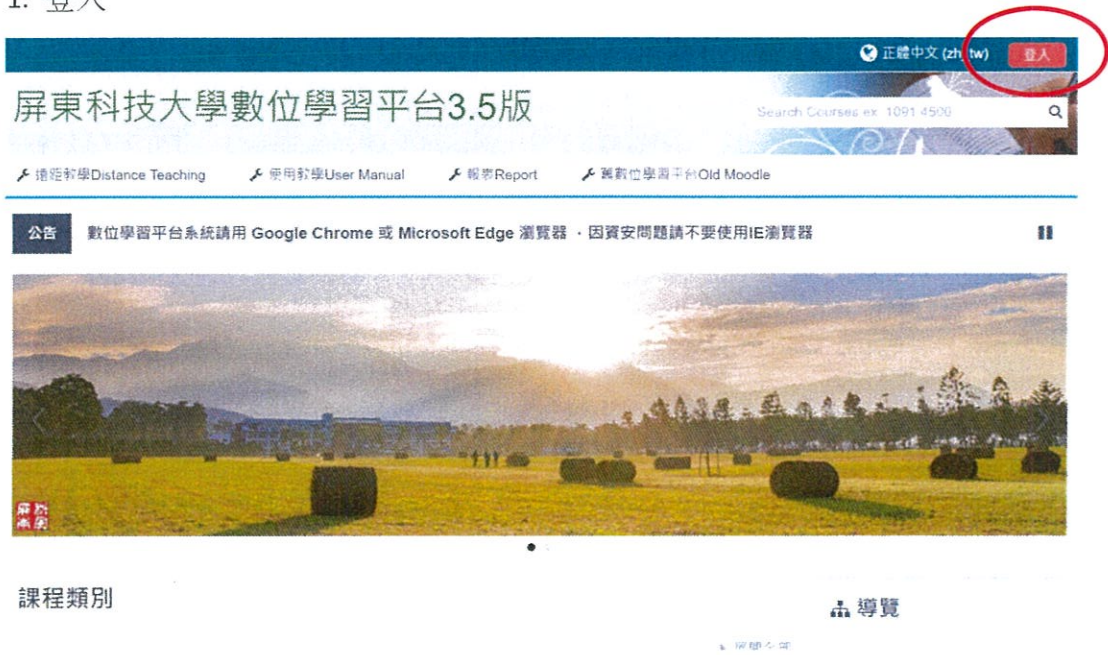 1. 登入
正體中文 (zh_tw) 登入
屏東科技大學數位學習平台3.5版
Search Courses ex. 1091 4506
遠距教學Distance Teaching 使用教學User Manual 報表Report 舊數位學習平台Old Moodle
公告 數位學習平台系統請用 Google Chrome 或 Microsoft Edge 瀏覽器 · 因資安問題請不要使用IE瀏覽器
課程類別
導覽